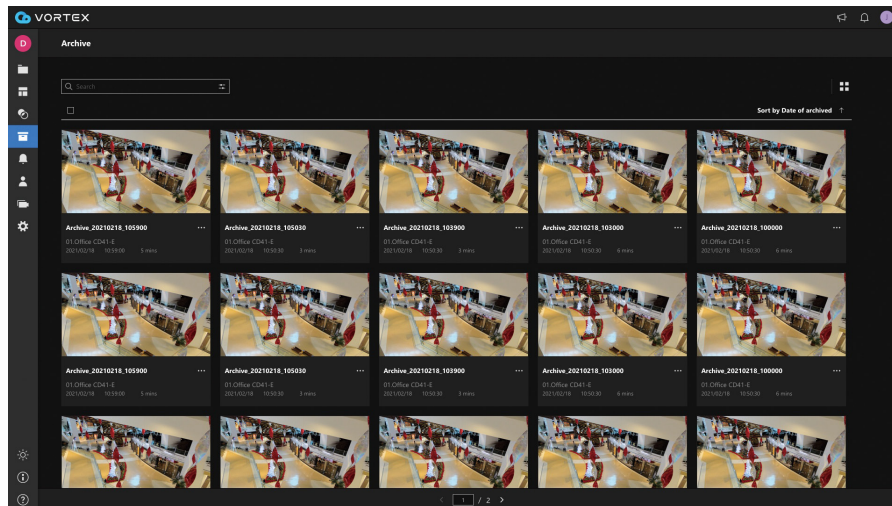 VORTEX
D
Archive
Search
Sort by Date of archived ↑
Archive_20210218_105900 ...
01.Office CD41-E
2021/02/18 10:59:00 5 mins
Archive_20210218_105030 ...
01.Office CD41-E
2021/02/18 10:50:30 3 mins
Archive_20210218_103900 ...
01.Office CD41-E
2021/02/18 10:50:30 3 mins
Archive_20210218_103000 ...
01.Office CD41-E
2021/02/18 10:50:30 6 mins
Archive_20210218_100000 ...
01.Office CD41-E
2021/02/18 10:50:30 6 mins
Archive_20210218_105900 ...
01.Office CD41-E
2021/02/18 10:59:00 5 mins
Archive_20210218_105030 ...
01.Office CD41-E
2021/02/18 10:50:30 3 mins
Archive_20210218_103900 ...
01.Office CD41-E
2021/02/18 10:50:30 3 mins
Archive_20210218_103000 ...
01.Office CD41-E
2021/02/18 10:50:30 6 mins
Archive_20210218_100000 ...
01.Office CD41-E
2021/02/18 10:50:30 6 mins
< 1 / 2 >